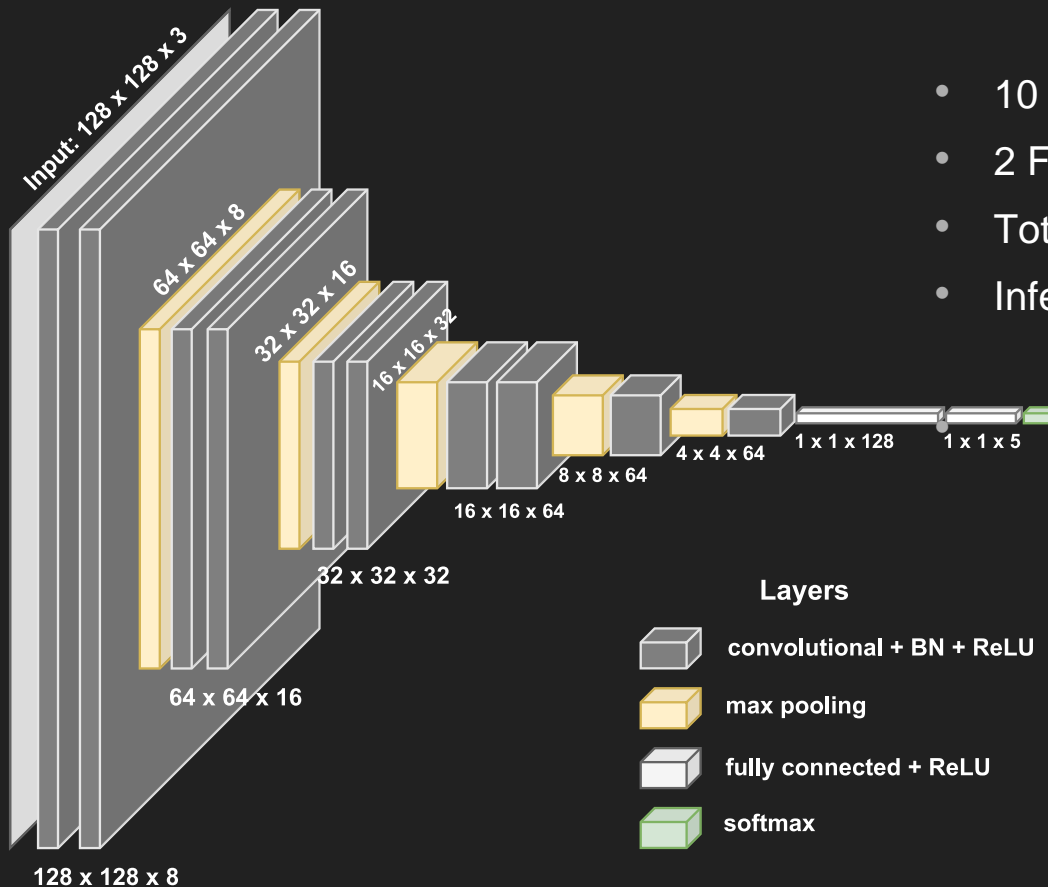 Input: 128 x 128 x 3
64 x 64 x 8
32 x 32 x 16
16 x 16 x 32
10
2 F
Tot
Infe
1 x 1 x 128
1 x 1 x 5
4 x 4 x 64
8 x 8 x 64
16 x 16 x 64
32 x 32 x 32
64 x 64 x 16
128 x 128 x 8
Layers
convolutional + BN + ReLU
max pooling
fully connected + ReLU
softmax